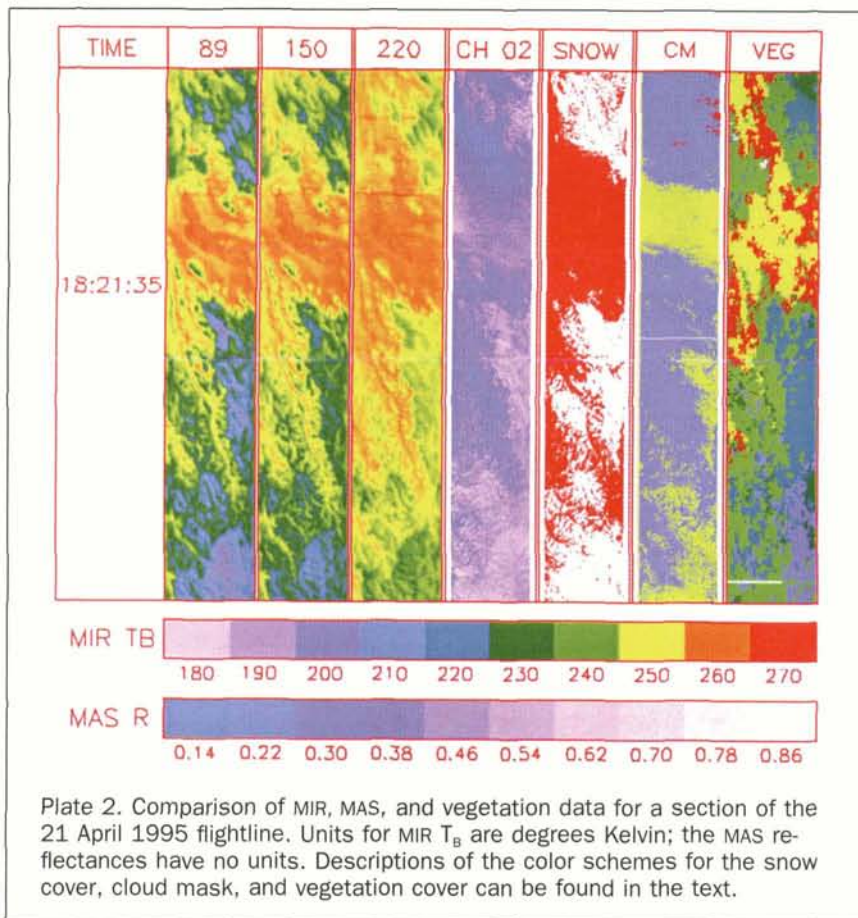 TIME 89 150 220 CH 02 SNOW CM VEG
18:21:35
MIR TB
180 190 200 210 220 230 240 250 260 270
MAS R
0.14 0.22 0.30 0.38 0.46 0.54 0.62 0.70 0.78 0.86
Plate 2. Comparison of MIR, MAS, and vegetation data for a section of the
21 April 1995 flightline. Units for MIR T_B are degrees Kelvin; the MAS re-
flectances have no units. Descriptions of the color schemes for the snow
cover, cloud mask, and vegetation cover can be found in the text.